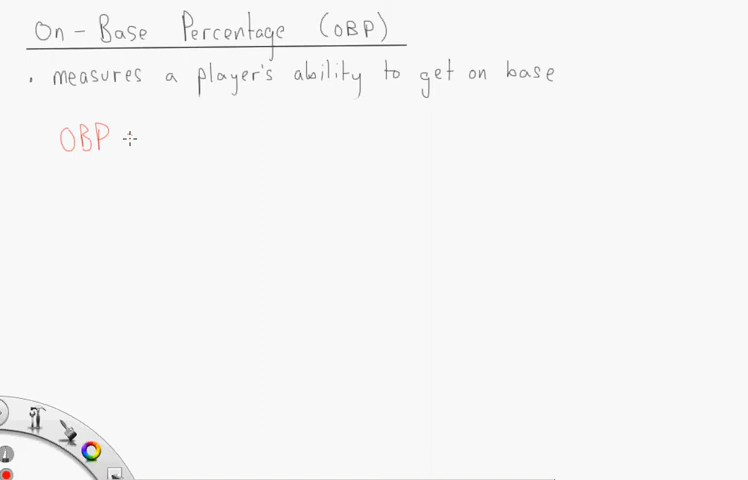 On-Base Percentage (OBP)
· measures a player's ability to get on base
OBP